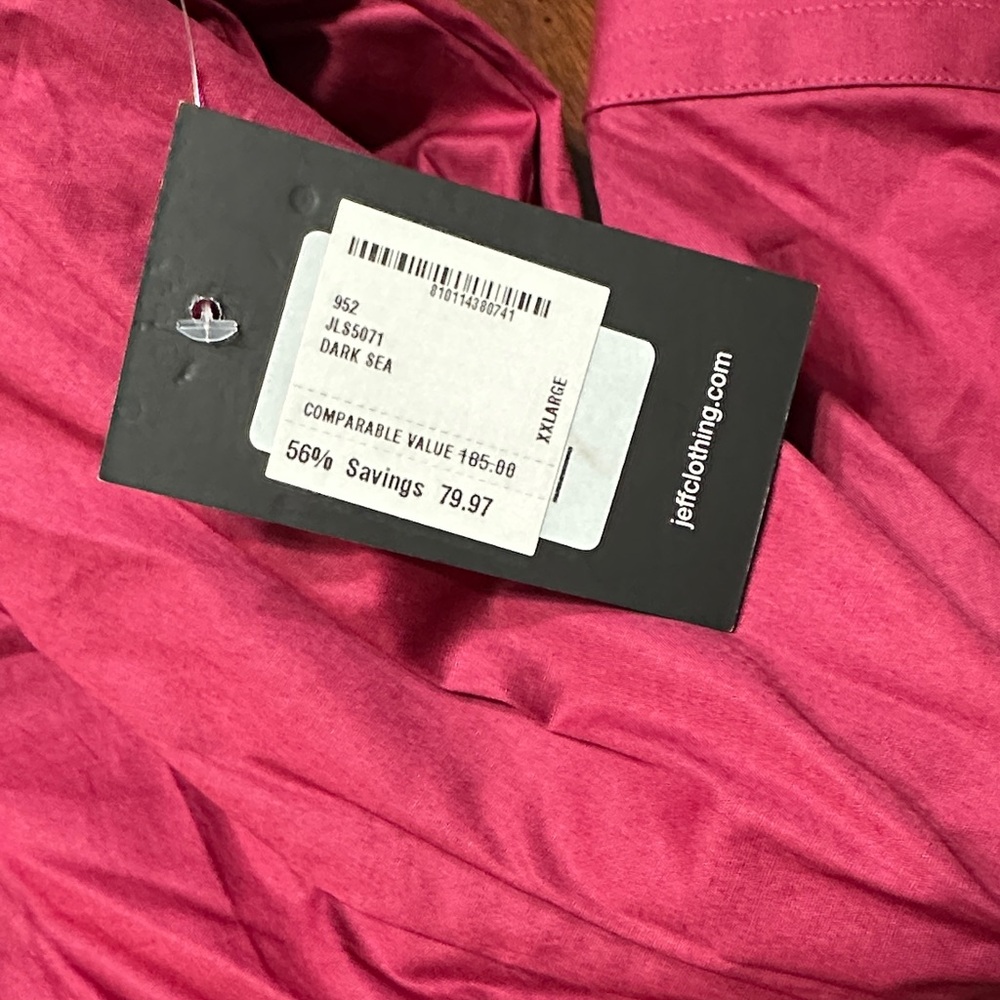 810114380741
952
JLS5071
DARK SEA
XXLARGE
COMPARABLE VALUE 185.00
56% Savings 79.97
jeffclothing.com